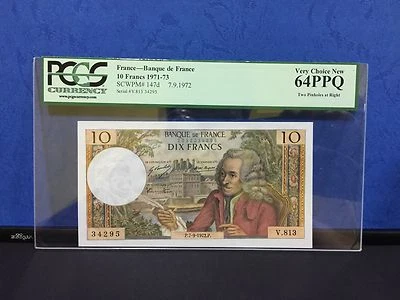 PCGS
CURRENCY
www.pcgscurrency.com
France—Banque de France
10 Francs 1971-73
SCWPM# 147d 7.9.1972
Serial # V.813 34295
Very Choice New
64PPQ
Two Pinholes at Right
10 BANQUE DE FRANCE 10
DIX FRANCS
34295
P.7-9-1972.P.
V.813